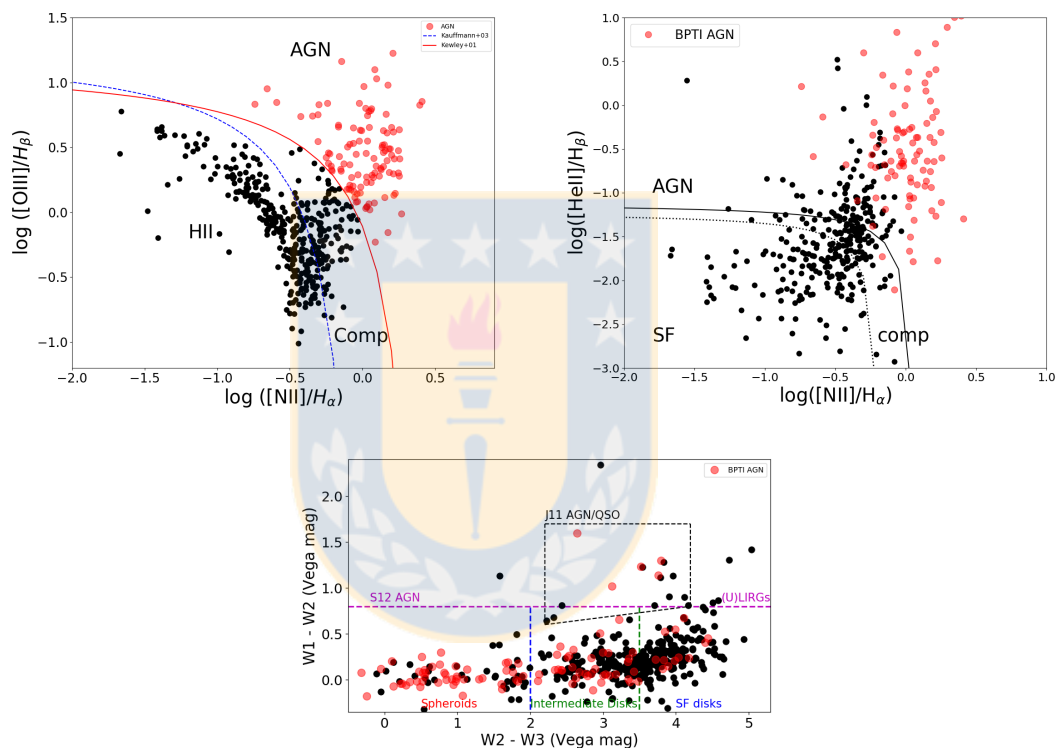 1.5
1.0
0.5
0.0
−0.5
−1.0
log ([OIII]/Hβ)
AGN
HII
Comp
AGN
Kauffmann+03
Kewley+01
−2.0 −1.5 −1.0 −0.5 0.0 0.5
log ([NII]/Hα)
1.0
0.5
0.0
−0.5
−1.0
−1.5
−2.0
−2.5
−3.0
log([HeII]/Hβ)
BPTI AGN
AGN
SF
comp
−2.0 −1.5 −1.0 −0.5 0.0 0.5 1.0
log([NII]/Hα)
2.0
1.5
1.0
0.5
0.0
W1 - W2 (Vega mag)
BPTI AGN
J11 AGN/QSO
S12 AGN
(U)LIRGs
Spheroids
Intermediate Disks
SF disks
0 1 2 3 4 5
W2 - W3 (Vega mag)